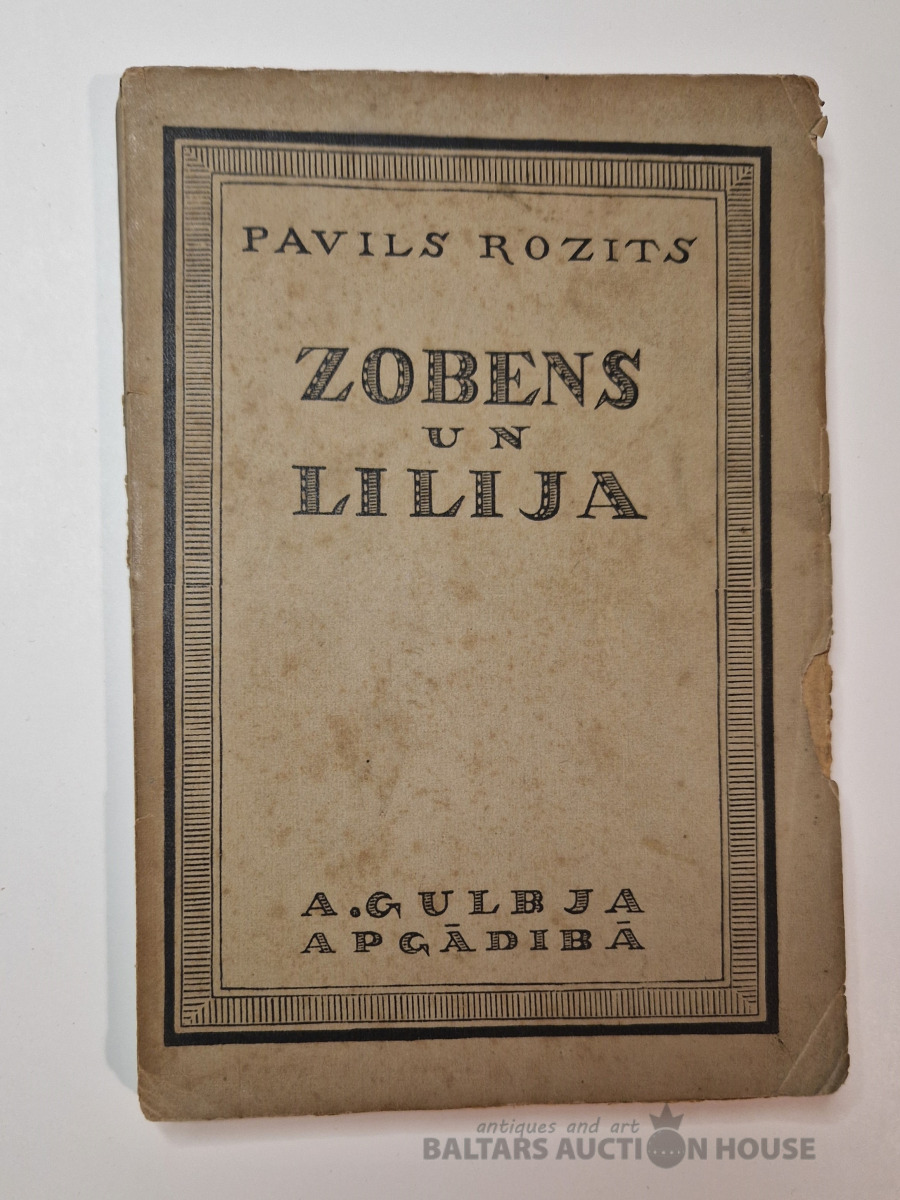 PAVILS ROZITS
ZOBENS
UN
LILIJA
A. GULBJA
APGĀDIBĀ
antiques and art
BALTARS AUCTION HOUSE